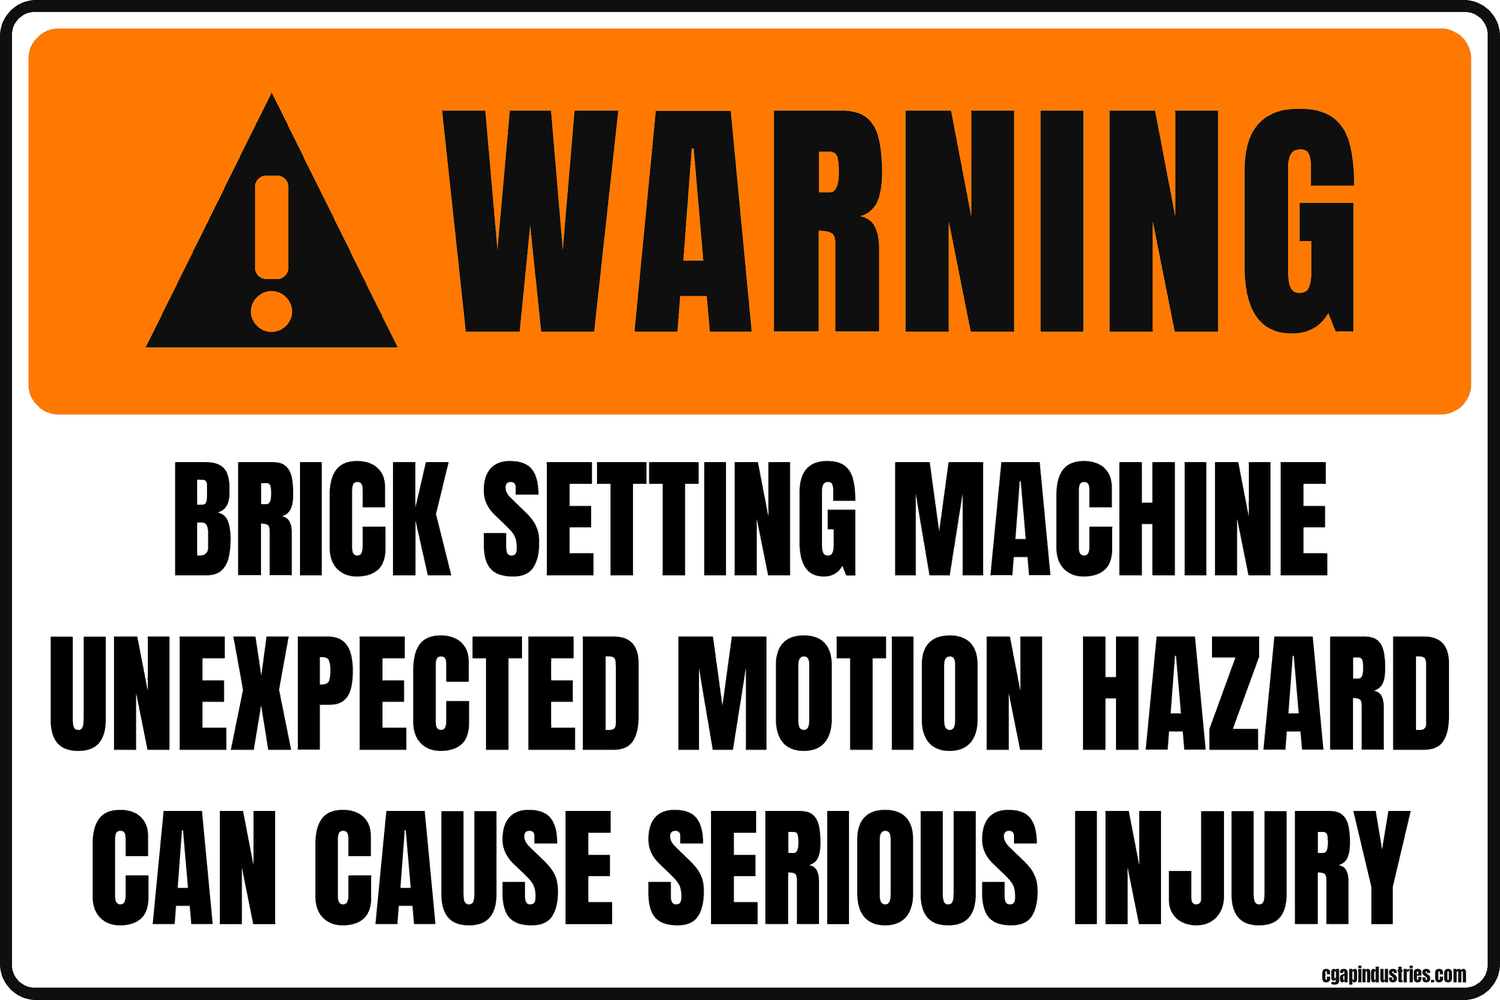 WARNING
BRICK SETTING MACHINE
UNEXPECTED MOTION HAZARD
CAN CAUSE SERIOUS INJURY
cgapindustries.com